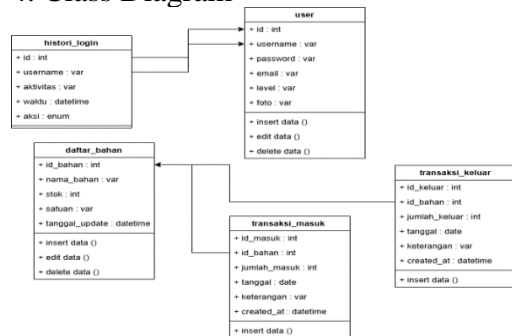 4. Class Diagram
histori_login
+ id : int
+ username : var
+ aktivitas : var
+ waktu : datetime
+ aksi : enum
user
+ id : int
+ username : var
+ password : var
+ email : var
+ level : var
+ foto : var
+ insert data ()
+ edit data ()
+ delete data ()
daftar_bahan
+ id_bahan : int
+ nama_bahan : var
+ stok : int
+ satuan : var
+ tanggal_update : datetime
+ insert data ()
+ edit data ()
+ delete data ()
transaksi_masuk
+ id_masuk : int
+ id_bahan : int
+ jumlah_masuk : int
+ tanggal : date
+ keterangan : var
+ created_at : datetime
+ insert data ()
transaksi_keluar
+ id_keluar : int
+ id_bahan : int
+ jumlah_keluar : int
+ tanggal : date
+ keterangan : var
+ created_at : datetime
+ insert data ()